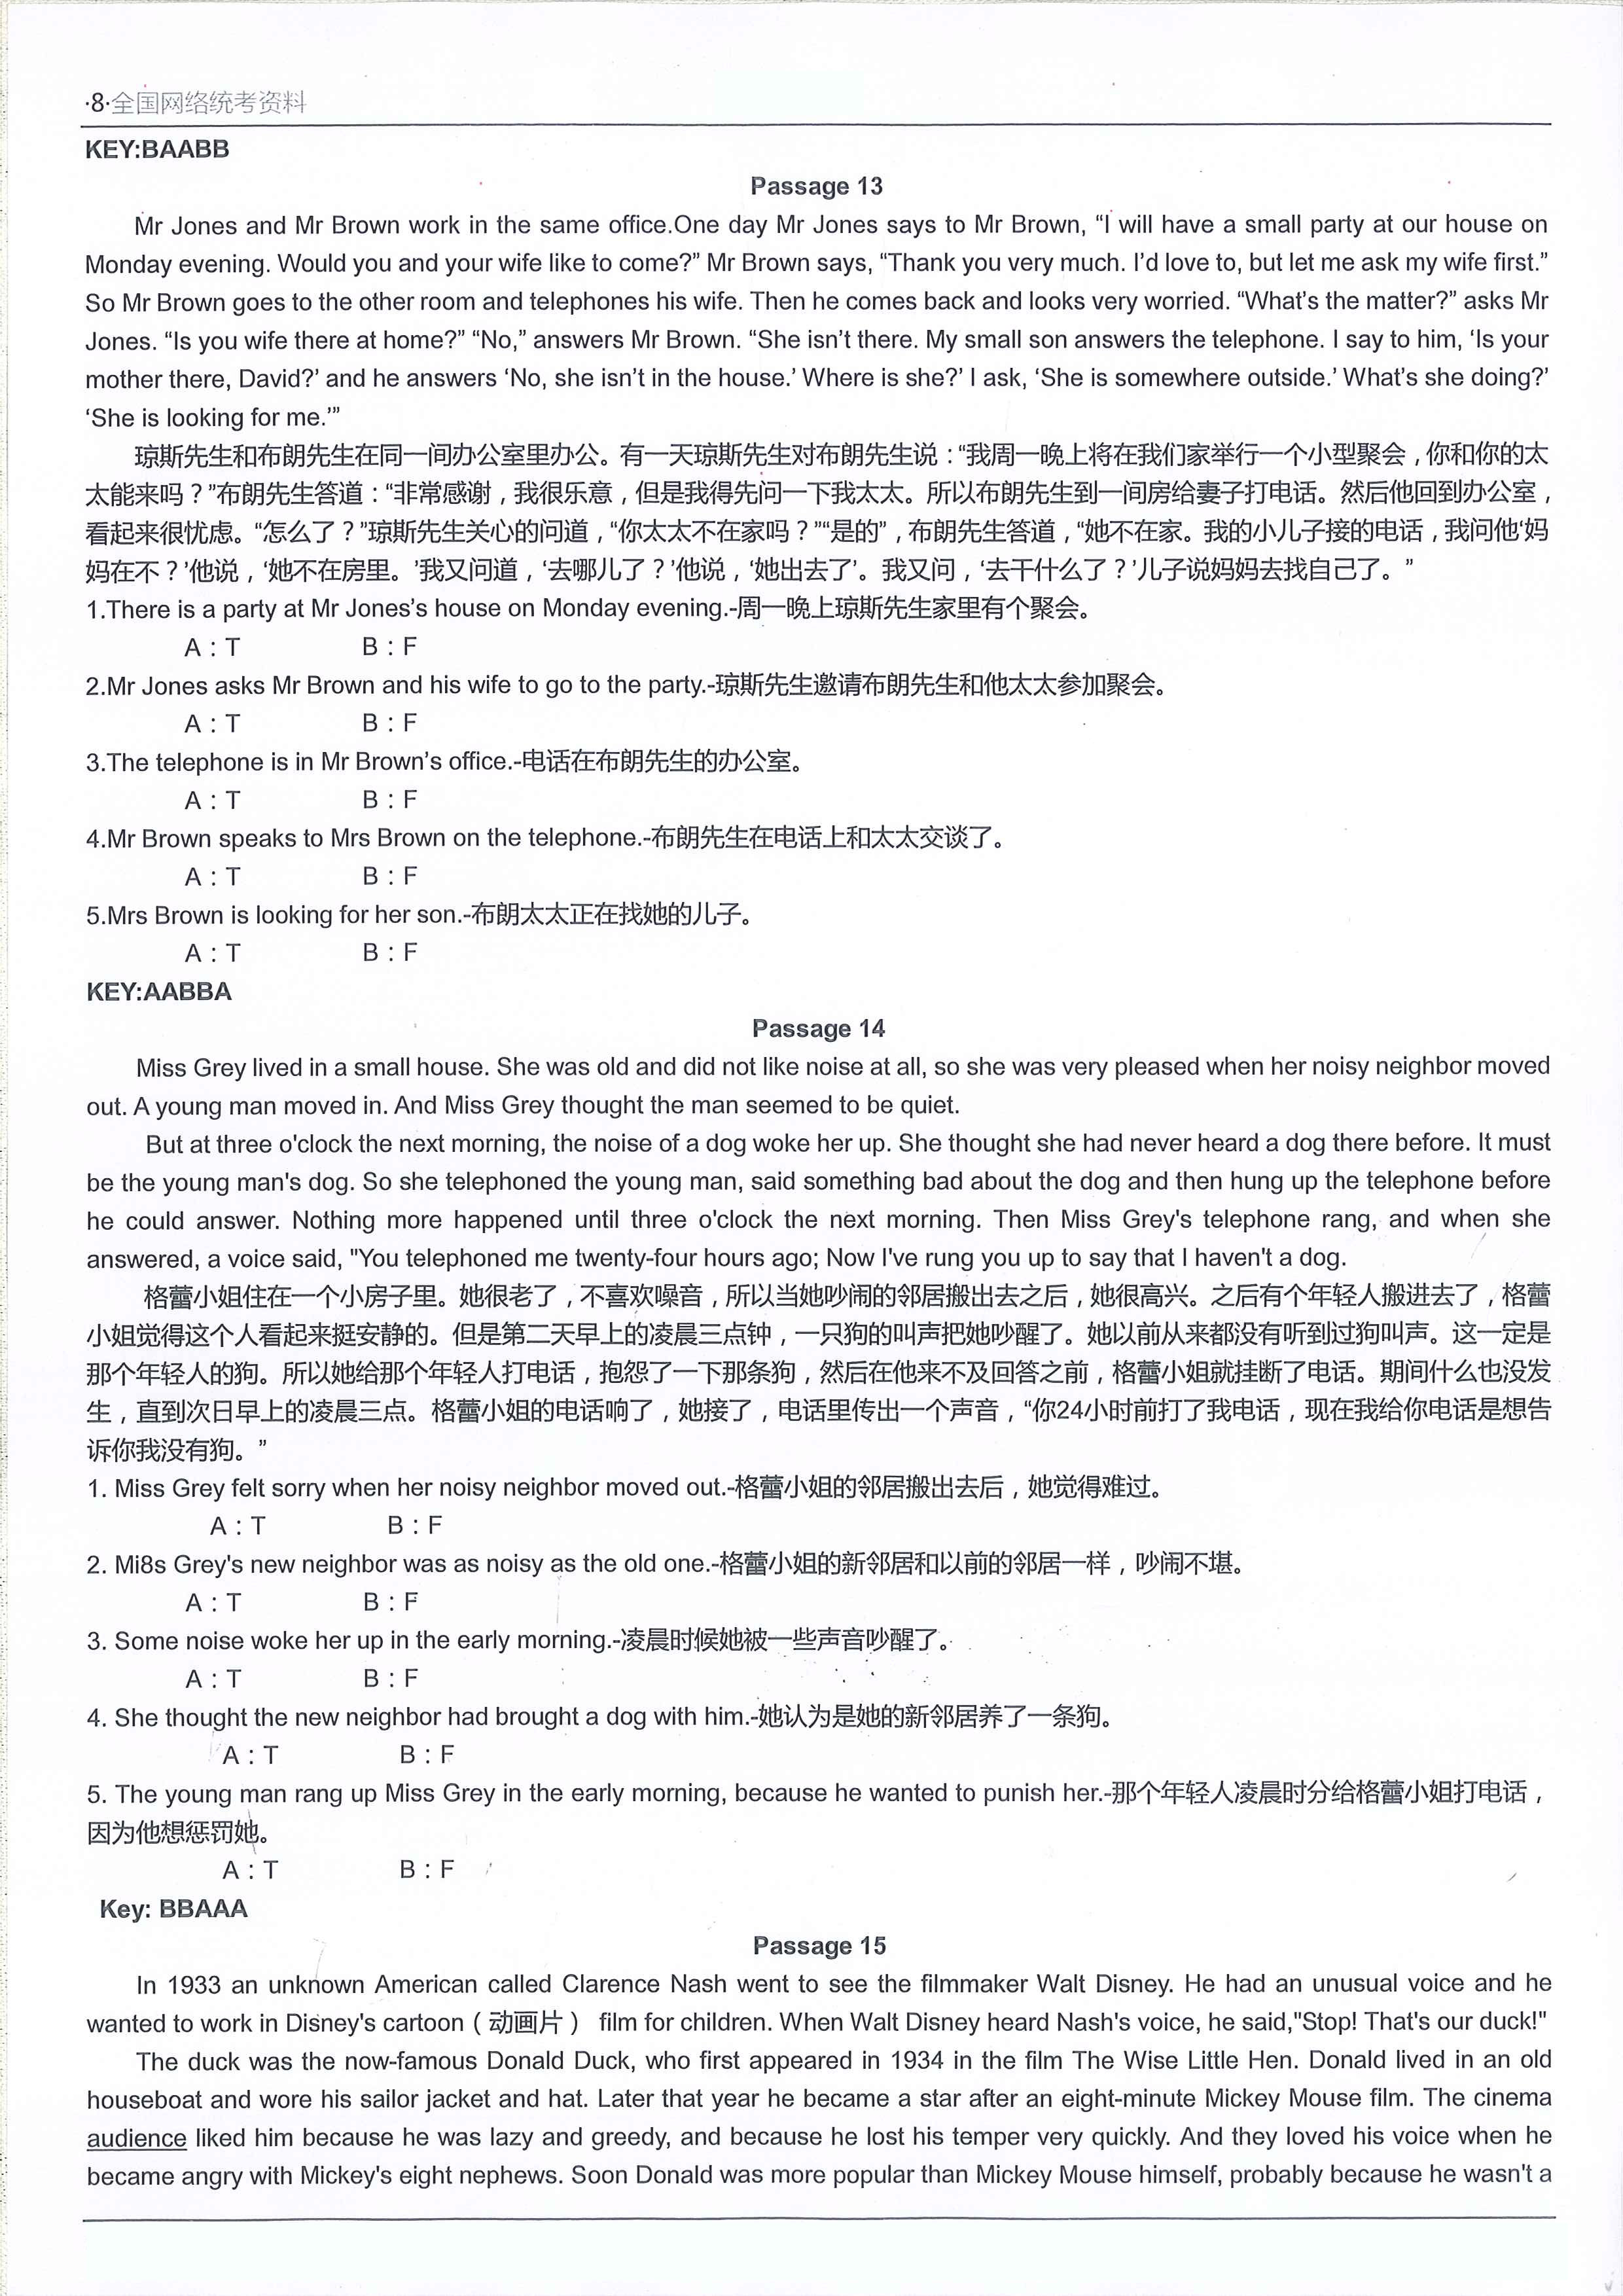 ·8·全国网络统考资料
KEY:BAABB
Passage 13
Mr Jones and Mr Brown work in the same office.One day Mr Jones says to Mr Brown, “I will have a small party at our house on
Monday evening. Would you and your wife like to come?” Mr Brown says, “Thank you very much. I’d love to, but let me ask my wife first.”
So Mr Brown goes to the other room and telephones his wife. Then he comes back and looks very worried. “What’s the matter?” asks Mr
Jones. “Is you wife there at home?” “No,” answers Mr Brown. “She isn’t there. My small son answers the telephone. I say to him, ‘Is your
mother there, David?’ and he answers ‘No, she isn’t in the house.’ Where is she?’ I ask, ‘She is somewhere outside.’ What’s she doing?’
‘She is looking for me.’”
琼斯先生和布朗先生在同一间办公室里办公。有一天琼斯先生对布朗先生说：“我周一晚上将在我们家举行一个小型聚会，你和你的太
太能来吗？”布朗先生答道：“非常感谢，我很乐意，但是我得先问一下我太太。所以布朗先生到一间房给妻子打电话。然后他回到办公室，
看起来很忧虑。“怎么了？”琼斯先生关心的问道，“你太太不在家吗？”“是的”，布朗先生答道，“她不在家。我的小儿子接的电话，我问他‘妈
妈在不？’他说，‘她不在房里。’我又问道，‘去哪儿了？’他说，‘她出去了’。我又问，‘去干什么了？’儿子说妈妈去找自己了。”
1.There is a party at Mr Jones’s house on Monday evening.-周一晚上琼斯先生家里有个聚会。
A：T B：F
2.Mr Jones asks Mr Brown and his wife to go to the party.-琼斯先生邀请布朗先生和他太太参加聚会。
A：T B：F
3.The telephone is in Mr Brown’s office.-电话在布朗先生的办公室。
A：T B：F
4.Mr Brown speaks to Mrs Brown on the telephone.-布朗先生在电话上和太太交谈了。
A：T B：F
5.Mrs Brown is looking for her son.-布朗太太正在找她的儿子。
A：T B：F
KEY:AABBA
Passage 14
Miss Grey lived in a small house. She was old and did not like noise at all, so she was very pleased when her noisy neighbor moved
out. A young man moved in. And Miss Grey thought the man seemed to be quiet.
But at three o'clock the next morning, the noise of a dog woke her up. She thought she had never heard a dog there before. It must
be the young man's dog. So she telephoned the young man, said something bad about the dog and then hung up the telephone before
he could answer. Nothing more happened until three o'clock the next morning. Then Miss Grey's telephone rang, and when she
answered, a voice said, "You telephoned me twenty-four hours ago; Now I've rung you up to say that I haven't a dog.
格蕾小姐住在一个小房子里。她很老了，不喜欢噪音，所以当她吵闹的邻居搬出去之后，她很高兴。之后有个年轻人搬进去了，格蕾
小姐觉得这个人看起来挺安静的。但是第二天早上的凌晨三点钟，一只狗的叫声把她吵醒了。她以前从来都没有听到过狗叫声。这一定是
那个年轻人的狗。所以她给那个年轻人打电话，抱怨了一下那条狗，然后在他来不及回答之前，格蕾小姐就挂断了电话。期间什么也没发
生，直到次日早上的凌晨三点。格蕾小姐的电话响了，她接了，电话里传出一个声音，“你24小时前打了我电话，现在我给你电话是想告
诉你我没有狗。”
1. Miss Grey felt sorry when her noisy neighbor moved out.-格蕾小姐的邻居搬出去后，她觉得难过。
A：T B：F
2. Mi8s Grey's new neighbor was as noisy as the old one.-格蕾小姐的新邻居和以前的邻居一样，吵闹不堪。
A：T B：F
3. Some noise woke her up in the early morning.-凌晨时候她被一些声音吵醒了。
A：T B：F
4. She thought the new neighbor had brought a dog with him.-她认为是她的新邻居养了一条狗。
A：T B：F
5. The young man rang up Miss Grey in the early morning, because he wanted to punish her.-那个年轻人凌晨时分给格蕾小姐打电话，
因为他想惩罚她。
A：T B：F
Key: BBAAA
Passage 15
In 1933 an unknown American called Clarence Nash went to see the filmmaker Walt Disney. He had an unusual voice and he
wanted to work in Disney's cartoon（动画片） film for children. When Walt Disney heard Nash's voice, he said,"Stop! That's our duck!"
The duck was the now-famous Donald Duck, who first appeared in 1934 in the film The Wise Little Hen. Donald lived in an old
houseboat and wore his sailor jacket and hat. Later that year he became a star after an eight-minute Mickey Mouse film. The cinema
audience liked him because he was lazy and greedy, and because he lost his temper very quickly. And they loved his voice when he
became angry with Mickey's eight nephews. Soon Donald was more popular than Mickey Mouse himself, probably because he wasn't a